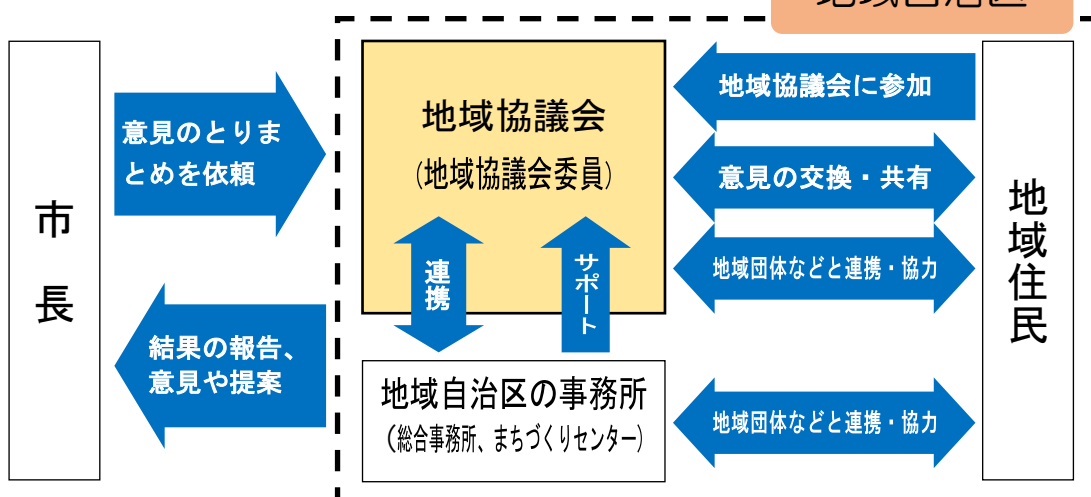 地域自治区
市長
意見のとりま
とめを依頼
結果の報告、
意見や提案
地域協議会
(地域協議会委員)
連携
サポート
地域自治区の事務所
(総合事務所、まちづくりセンター)
地域協議会に参加
意見の交換・共有
地域団体などと連携・協力
地域団体などと連携・協力
地域住民